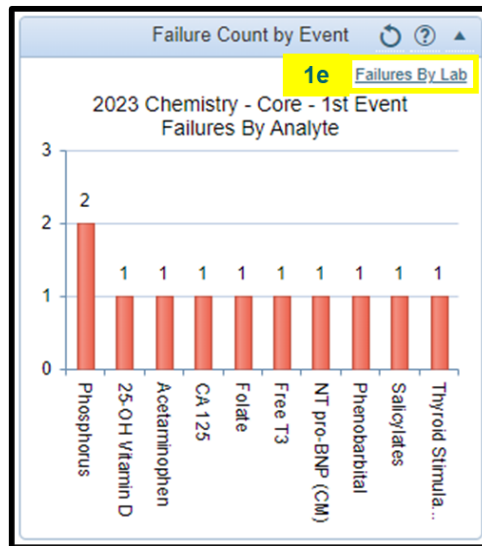 Failure Count by Event
1e Failures By Lab
2023 Chemistry - Core - 1st Event
Failures By Analyte
3
2
1
0
2 1 1 1 1 1 1 1 1 1
Phosphorus
25-OH Vitamin D
Acetaminophen
CA 125
Folate
Free T3
NT pro-BNP (CM)
Phenobarbital
Salicylates
Thyroid Stimula...